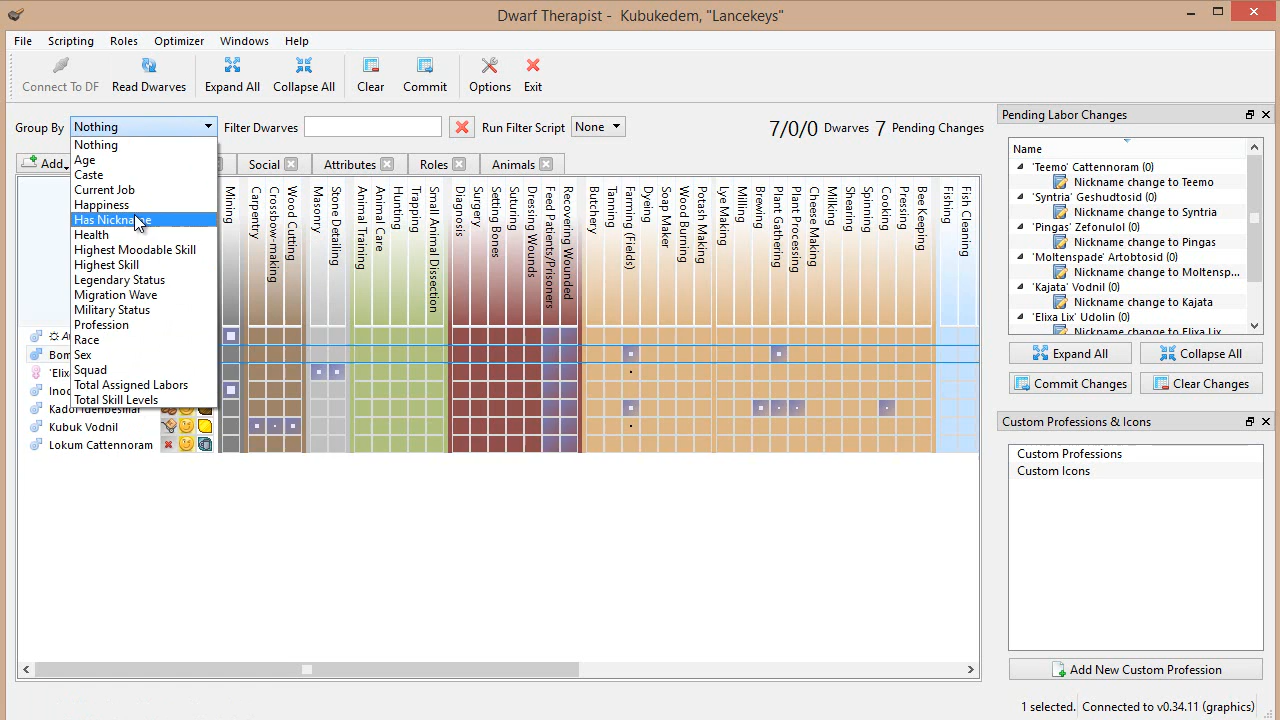 Dwarf Therapist - Kubukedem, "Lancekeys"
File Scripting Roles Optimizer Windows Help
Connect To DF Read Dwarves Expand All Collapse All Clear Commit Options Exit
Group By Nothing Filter Dwarves Run Filter Script None 7/0/0 Dwarves 7 Pending Changes
Nothing
Age
Caste
Current Job
Happiness
Has Nickname
Health
Highest Moodable Skill
Highest Skill
Legendary Status
Migration Wave
Military Status
Profession
Race
Sex
Squad
Total Assigned Labors
Total Skill Levels
Add Social Attributes Roles Animals
Mining
Carpentry
Crossbow-making
Wood Cutting
Masonry
Stone Detailing
Animal Training
Animal Care
Hunting
Trapping
Small Animal Dissection
Diagnosis
Surgery
Setting Bones
Suturing
Dressing Wounds
Feed Patients/Prisoners
Recovering Wounded
Butchery
Tanning
Farming (Fields)
Dyeing
Soap Maker
Wood Burning
Potash Making
Lye Making
Milling
Brewing
Plant Gathering
Plant Processing
Cheese Making
Milking
Shearing
Cooking
Pressing
Bee Keeping
Fishing
Fish Cleaning
Kubuk Vodnil
Lokum Cattennoram
Pending Labor Changes
Name
'Teemo' Cattennoram (0)
Nickname change to Teemo
'Syntria' Geshudtosid (0)
Nickname change to Syntria
'Pingas' Zefonulol (0)
Nickname change to Pingas
'Moltenspade' Artobtosid (0)
Nickname change to Moltensp...
'Kajata' Vodnil (0)
Nickname change to Kajata
'Elixa Lix' Udolin (0)
Nickname change to Elixa Lix
Expand All Collapse All
Commit Changes Clear Changes
Custom Professions & Icons
Custom Professions
Custom Icons
Add New Custom Profession
1 selected. Connected to v0.34.11 (graphics)